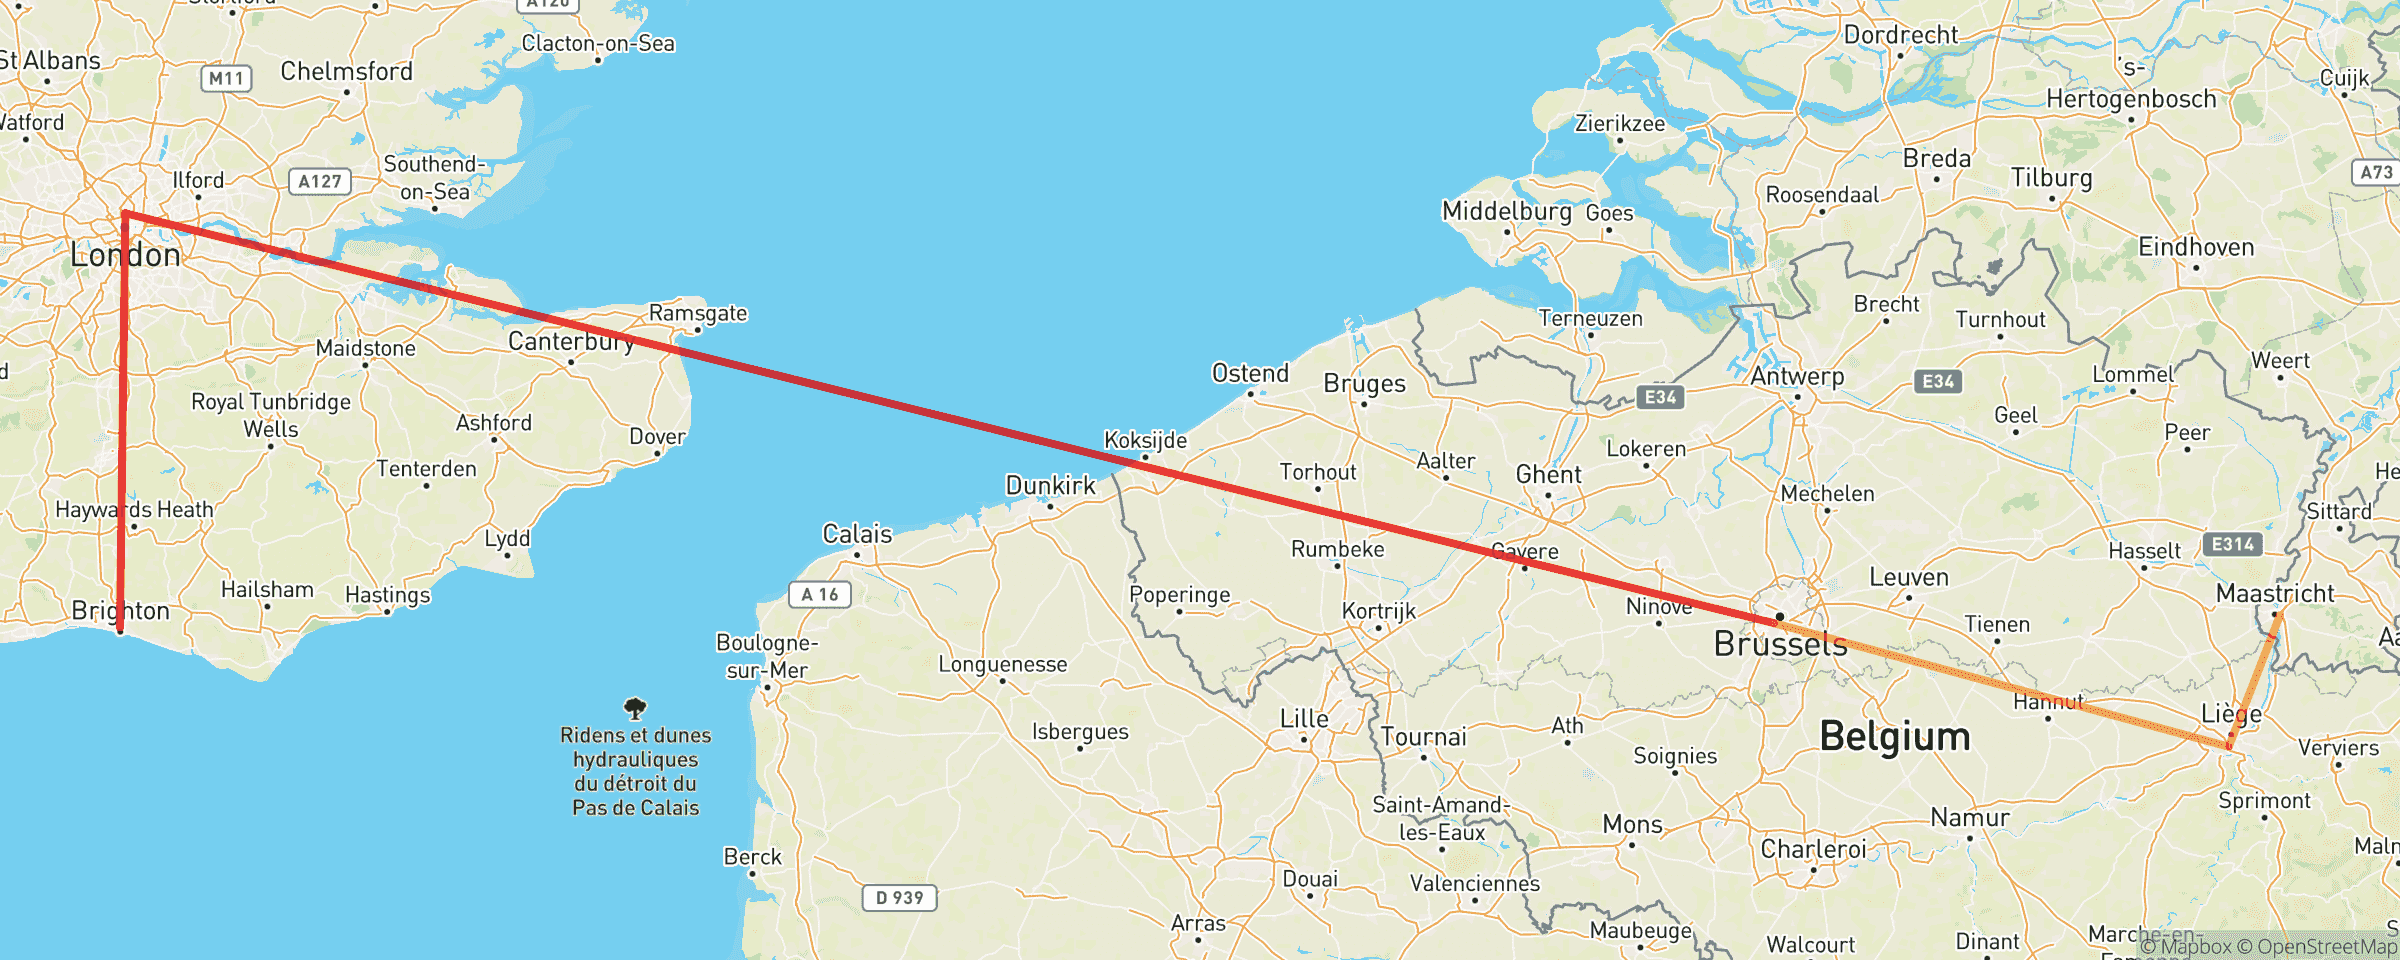 Clacton-on-Sea
St Albans
M11
Chelmsford
Watford
Ilford
A127
Southend-
on-Sea
London
Ramsgate
Canterbury
Maidstone
Royal Tunbridge
Wells
Ashford
Dover
Tenterden
Haywards Heath
Lydd
Hailsham
Hastings
Brighton
Dordrecht
's-
Hertogenbosch
Cuijk
Zierikzee
Breda
Tilburg
A73
Roosendaal
Middelburg
Goes
Eindhoven
Terneuzen
Brecht
Turnhout
Weert
Ostend
Bruges
E34
Antwerp
E34
Lommel
Geel
Peer
Koksijde
Dunkirk
Torhout
Aalter
Ghent
Lokeren
Mechelen
Sittard
Calais
A 16
Rumbeke
Gavere
Hasselt
E314
Leuven
Maastricht
Poperinge
Kortrijk
Ninove
Tienen
Brussels
Boulogne-
sur-Mer
Longuenesse
Hannut
Liège
Ridens et dunes
hydrauliques
du détroit du
Pas de Calais
Isbergues
Lille
Tournai
Ath
Soignies
Belgium
Verviers
Saint-Amand-
les-Eaux
Mons
Namur
Sprimont
Berck
Charleroi
D 939
Douai
Valenciennes
Arras
Maubeuge
Walcourt
Dinant
Marche-en-
© Mapbox © OpenStreetMap